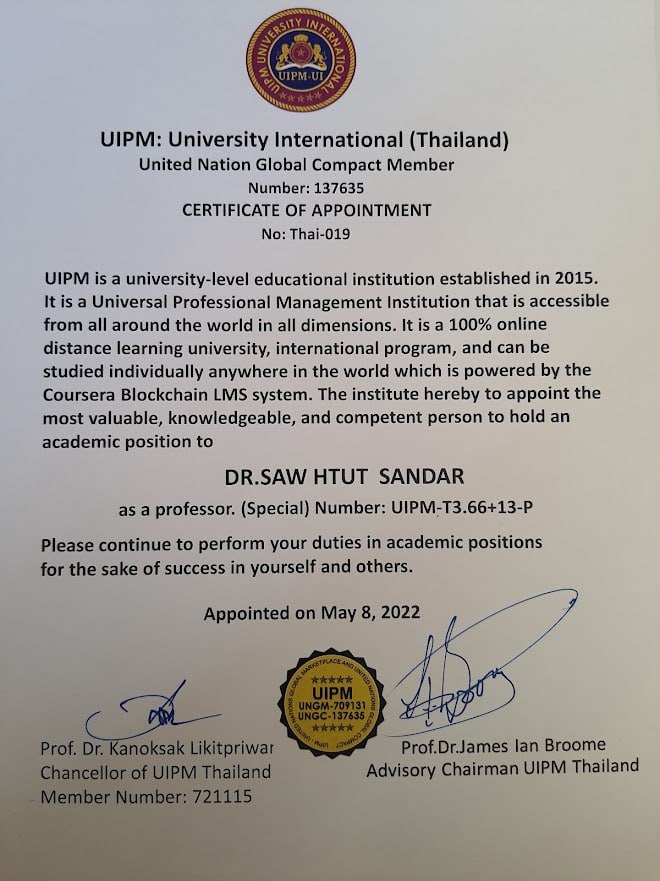 UIPM UNIVERSITY INTERNATIONAL
UIPM-UI
UIPM: University International (Thailand)
United Nation Global Compact Member
Number: 137635
CERTIFICATE OF APPOINTMENT
No: Thai-019
UIPM is a university-level educational institution established in 2015.
It is a Universal Professional Management Institution that is accessible
from all around the world in all dimensions. It is a 100% online
distance learning university, international program, and can be
studied individually anywhere in the world which is powered by the
Coursera Blockchain LMS system. The institute hereby to appoint the
most valuable, knowledgeable, and competent person to hold an
academic position to
DR.SAW HTUT SANDAR
as a professor. (Special) Number: UIPM-T3.66+13-P
Please continue to perform your duties in academic positions
for the sake of success in yourself and others.
Appointed on May 8, 2022
UIPM - UNITED NATIONS GLOBAL MARKETPLACE AND UNITED NATIONS GLOBAL COMPACT
UIPM
UNGM-709131
UNGC-137635
Prof. Dr. Kanoksak Likitpriwar
Chancellor of UIPM Thailand
Member Number: 721115
Prof.Dr.James Ian Broome
Advisory Chairman UIPM Thailand